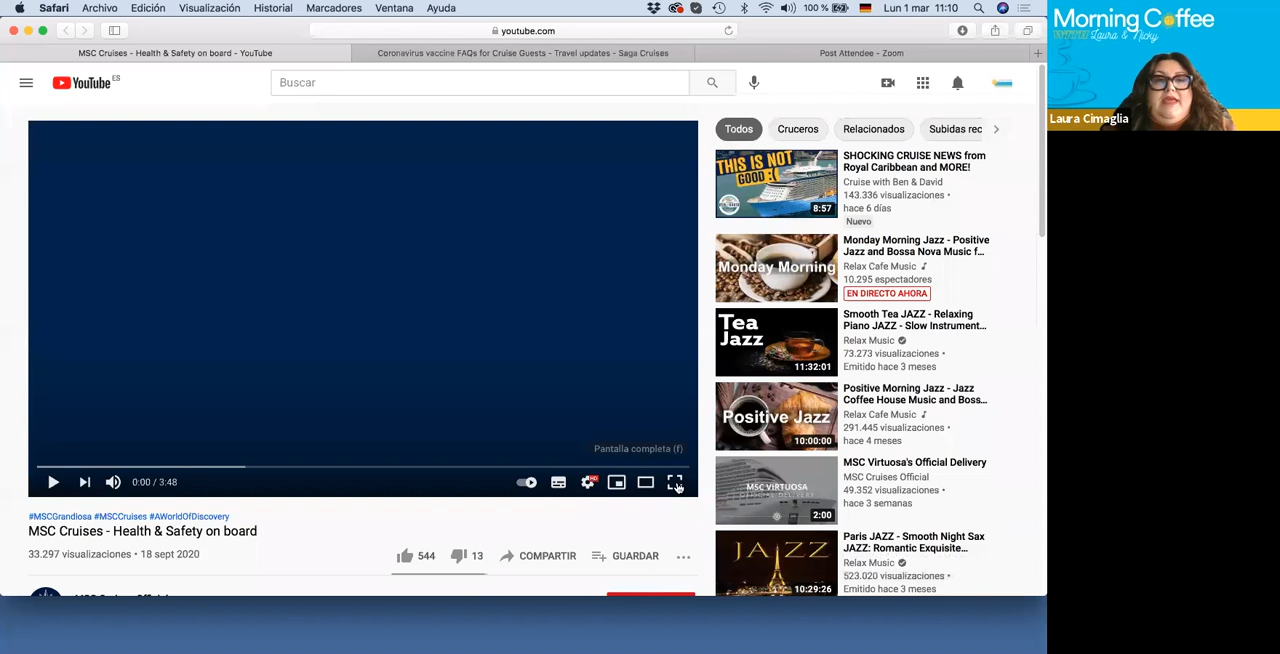 Safari Archivo Edición Visualización Historial Marcadores Ventana Ayuda 100 % Lun 1 mar 11:10
youtube.com
MSC Cruises - Health & Safety on board - YouTube
Coronavirus vaccine FAQs for Cruise Guests - Travel updates - Saga Cruises
Post Attendee - Zoom
YouTube ES
Buscar
Pantalla completa (f)
0:00 / 3:48
HD
#MSCGrandiosa #MSCCruises #AWorldOfDiscovery
MSC Cruises - Health & Safety on board
33.297 visualizaciones • 18 sept 2020
544 13 COMPARTIR GUARDAR
Todos Cruceros Relacionados Subidas rec
THIS IS NOT
GOOD :(
8:57
SHOCKING CRUISE NEWS from
Royal Caribbean and MORE!
Cruise with Ben & David
143.336 visualizaciones •
hace 6 días
Nuevo
Monday Morning
Monday Morning Jazz - Positive
Jazz and Bossa Nova Music f...
Relax Cafe Music
10.295 espectadores
EN DIRECTO AHORA
Tea
Jazz
11:32:01
Smooth Tea JAZZ - Relaxing
Piano JAZZ - Slow Instrument...
Relax Music
73.273 visualizaciones •
Emitido hace 3 meses
Positive Jazz
10:00:00
Positive Morning Jazz - Jazz
Coffee House Music and Boss...
Relax Cafe Music
291.445 visualizaciones •
hace 4 meses
MSC VIRTUOSA
2:00
MSC Virtuosa's Official Delivery
MSC Cruises Official
49.352 visualizaciones •
hace 3 semanas
JAZZ
10:29:26
Paris JAZZ - Smooth Night Sax
JAZZ: Romantic Exquisite...
Relax Music
523.020 visualizaciones •
Emitido hace 3 meses
Morning Coffee
WITH Laura & Nicky
Laura Cimaglia